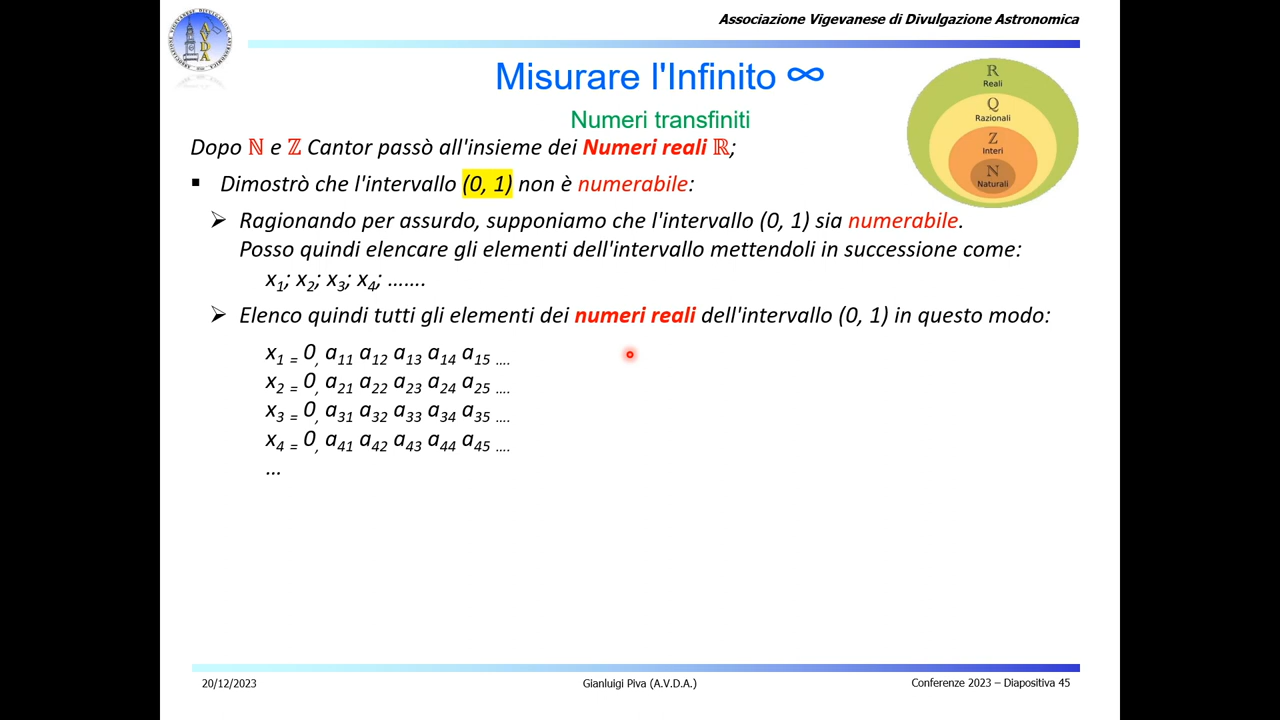 Associazione Vigevanese di Divulgazione Astronomica
AVDA
Misurare l'Infinito ∞
Numeri transfiniti
R
Reali
Q
Razionali
Z
Interi
N
Naturali
Dopo ℕ e ℤ Cantor passò all'insieme dei Numeri reali ℝ;
▪ Dimostrò che l'intervallo (0, 1) non è numerabile:
➢ Ragionando per assurdo, supponiamo che l'intervallo (0, 1) sia numerabile.
Posso quindi elencare gli elementi dell'intervallo mettendoli in successione come:
x₁; x₂; x₃; x₄; .......
➢ Elenco quindi tutti gli elementi dei numeri reali dell'intervallo (0, 1) in questo modo:
x₁ = 0, a₁₁ a₁₂ a₁₃ a₁₄ a₁₅ ....
x₂ = 0, a₂₁ a₂₂ a₂₃ a₂₄ a₂₅ ....
x₃ = 0, a₃₁ a₃₂ a₃₃ a₃₄ a₃₅ ....
x₄ = 0, a₄₁ a₄₂ a₄₃ a₄₄ a₄₅ ....
...
20/12/2023
Gianluigi Piva (A.V.D.A.)
Conferenze 2023 – Diapositiva 45